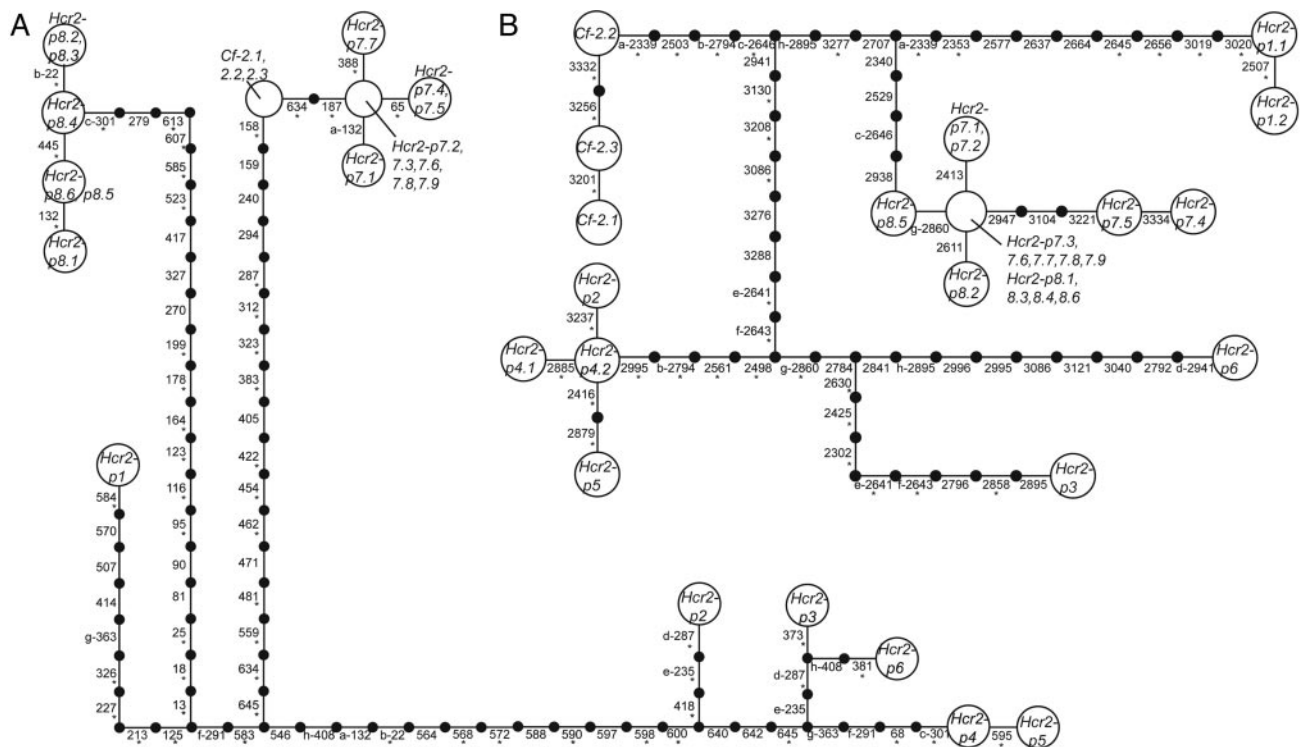 A
Hcr2-
p8.2,
p8.3
b-22
*
Hcr2-
p8.4
c-301
*
279
613
*
607
*
585
*
523
*
417
327
270
199
*
178
*
164
*
123
*
116
*
95
*
90
81
25
*
18
*
13
*
445
*
Hcr2-
p8.6
p8.5
132
*
Hcr2-
p8.1
Cf-2.1,
2.2,2.3
634
*
187
*
Hcr2-
p7.7
388
*
65
*
Hcr2-
p7.4,
p7.5
a-132
Hcr2-
p7.1
Hcr2-p7.2,
7.3,7.6,
7.8,7.9
158
*
159
240
294
287
*
312
*
323
*
383
*
405
422
*
454
*
462
*
471
481
*
559
*
634
*
645
*
Hcr2-
p1
584
*
570
507
414
g-363
326
*
227
*
213
*
125
*
f-291
583
*
546
h-408
a-132
*
b-22
*
564
568
*
572
*
588
590
*
597
598
*
600
*
640
642
645
*
g-363
f-291
*
68
*
c-301
*
Hcr2-
p4
595
*
Hcr2-
p5
Hcr2-
p2
d-287
*
e-235
*
418
*
Hcr2-
p3
373
*
h-408
381
*
Hcr2-
p6
d-287
*
e-235
B
Cf-2.2
a-2339
*
2503
*
b-2794
*
c-2646
*
h-2895
3277
*
2707
a-2339
*
2353
*
2577
2637
2664
2645
*
2656
*
3019
*
3020
*
Hcr2-
p1.1
2507
*
Hcr2-
p1.2
3332
*
3256
*
Cf-2.3
3201
*
Cf-2.1
2941
3130
*
3208
*
3086
*
3276
3288
e-2641
*
f-2643
*
2340
2529
c-2646
2938
Hcr2-
p8.5
g-2860
Hcr2-
p7.1,
p7.2
2413
2947
3104
3221
Hcr2-
p7.5
3334
Hcr2-
p7.4
2611
Hcr2-
p8.2
Hcr2-p7.3,
7.6,7.7,7.8,7.9
Hcr2-p8.1,
8.3,8.4,8.6
Hcr2-
p2
3237
*
Hcr2-
p4.1
2885
*
Hcr2-
p4.2
2995
*
b-2794
*
2561
*
2498
*
g-2860
*
2784
2841
h-2895
2996
2995
3086
3121
3040
2792
d-2941
Hcr2-
p6
2416
*
2879
*
Hcr2-
p5
2630
*
2425
*
2302
*
e-2641
*
f-2643
*
2796
2858
*
2895
Hcr2-
p3